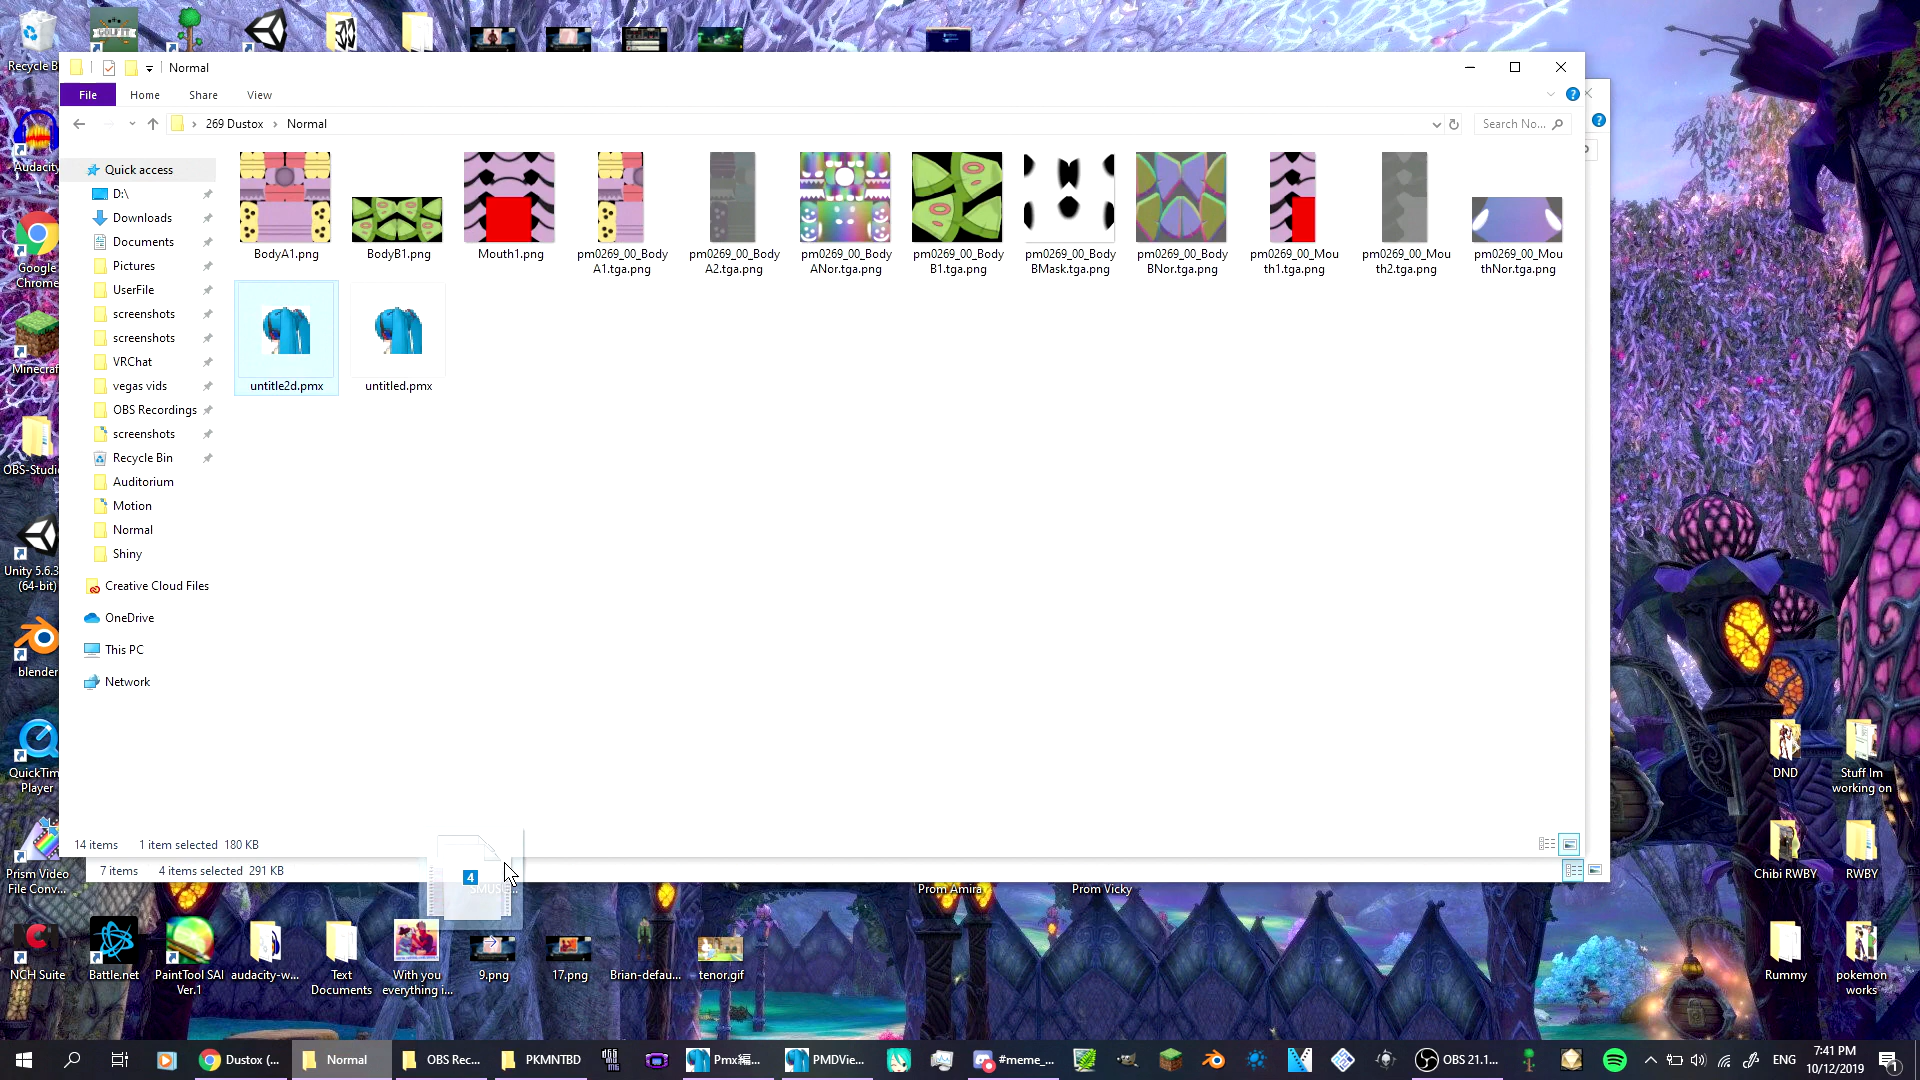 Recycle B
Normal
File
Home
Share
View
269 Dustox
Normal
Search No...
Quick access
D:\
Downloads
Documents
Pictures
UserFile
screenshots
screenshots
VRChat
vegas vids
OBS Recordings
screenshots
Recycle Bin
Auditorium
Motion
Normal
Shiny
Creative Cloud Files
OneDrive
This PC
Network
BodyA1.png
BodyB1.png
Mouth1.png
pm0269_00_Body
A1.tga.png
pm0269_00_Body
A2.tga.png
pm0269_00_Body
ANor.tga.png
pm0269_00_Body
B1.tga.png
pm0269_00_Body
BMask.tga.png
pm0269_00_Body
BNor.tga.png
pm0269_00_Mou
th1.tga.png
pm0269_00_Mou
th2.tga.png
pm0269_00_Mou
thNor.tga.png
untitle2d.pmx
untitled.pmx
14 items
1 item selected 180 KB
7 items
4 items selected 291 KB
4
Audacity
Google
Chrome
Minecraf
OBS-Studi
Unity 5.6.3
(64-bit)
blender
QuickTim
Player
Prism Video
File Conv...
NCH Suite
Battle.net
PaintTool SAI
Ver.1
audacity-w...
Text
Documents
With you
everything i...
9.png
17.png
Brian-defau...
tenor.gif
Prom Amira
Prom Vicky
DND
Stuff Im
working on
Chibi RWBY
RWBY
Rummy
pokemon
works
Dustox (...
Normal
OBS Rec...
PKMNTBD
Pmx編...
PMDVie...
#meme_...
OBS 21.1...
ENG
7:41 PM
10/12/2019
1